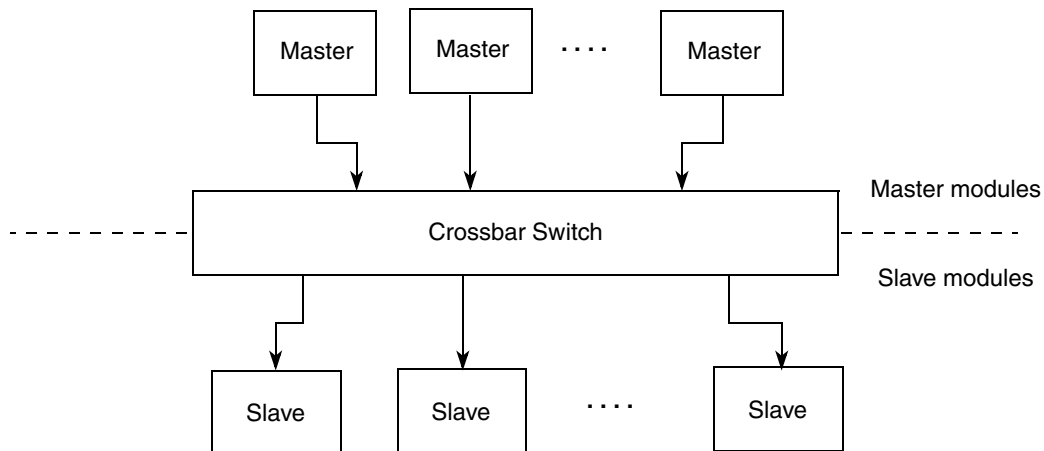 Master
Master
. . . .
Master
Master modules
Crossbar Switch
Slave modules
Slave
Slave
. . . .
Slave